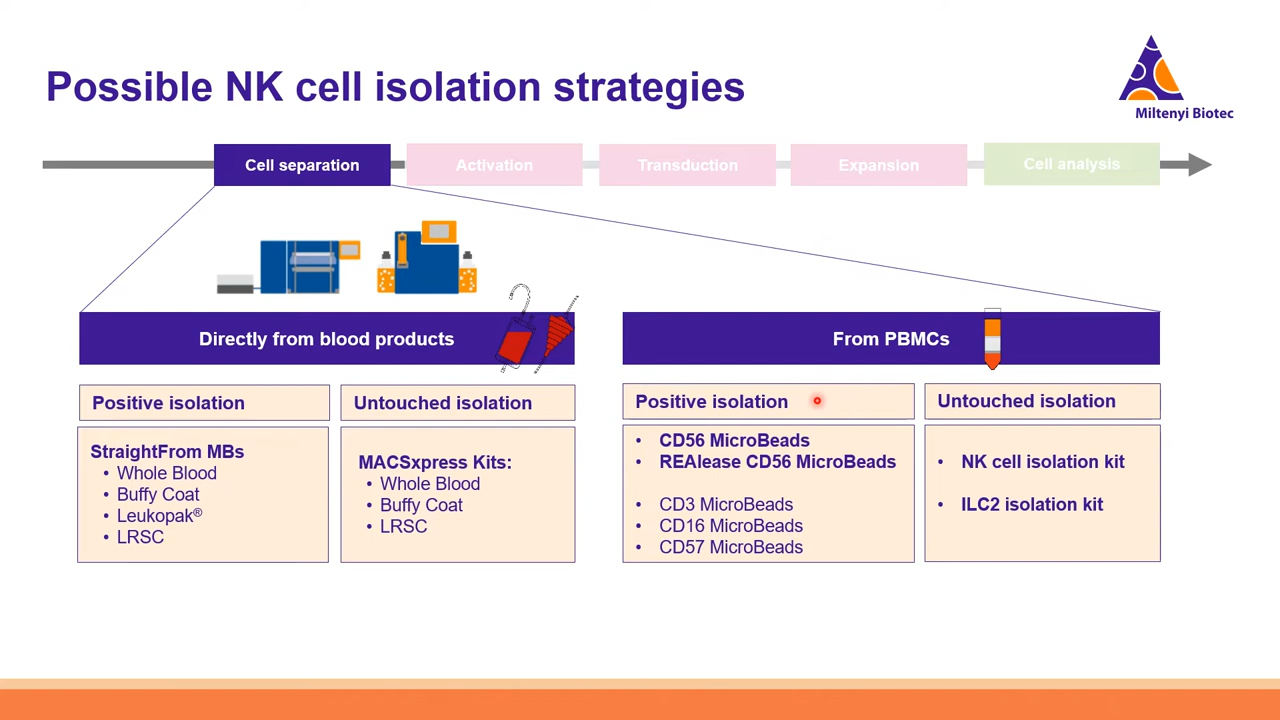 Possible NK cell isolation strategies
Miltenyi Biotec
Cell separation
Activation
Transduction
Expansion
Cell analysis
Directly from blood products
From PBMCs
Positive isolation
Untouched isolation
Positive isolation
Untouched isolation
StraightFrom MBs
• Whole Blood
• Buffy Coat
• Leukopak®
• LRSC
MACSxpress Kits:
• Whole Blood
• Buffy Coat
• LRSC
• CD56 MicroBeads
• REAlease CD56 MicroBeads
• CD3 MicroBeads
• CD16 MicroBeads
• CD57 MicroBeads
• NK cell isolation kit
• ILC2 isolation kit